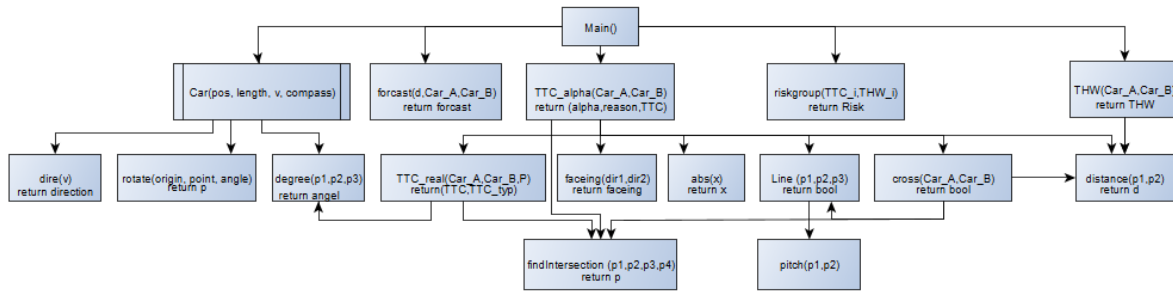 Main()
Car(pos, length, v, compass)
forcast(d,Car_A,Car_B)
return forcast
TTC_alpha(Car_A,Car_B)
return (alpha,reason,TTC)
riskgroup(TTC_i,THW_i)
return Risk
THW(Car_A,Car_B)
return THW
dire(v)
return direction
rotate(origin, point, angle)
return p
degree(p1,p2,p3)
return angel
TTC_real(Car_A,Car_B,P)
return(TTC,TTC_typ)
faceing(dir1,dir2)
return faceing
abs(x)
return x
Line (p1,p2,p3)
return bool
cross(Car_A,Car_B)
return bool
distance(p1,p2)
return d
findIntersection (p1,p2,p3,p4)
return p
pitch(p1,p2)